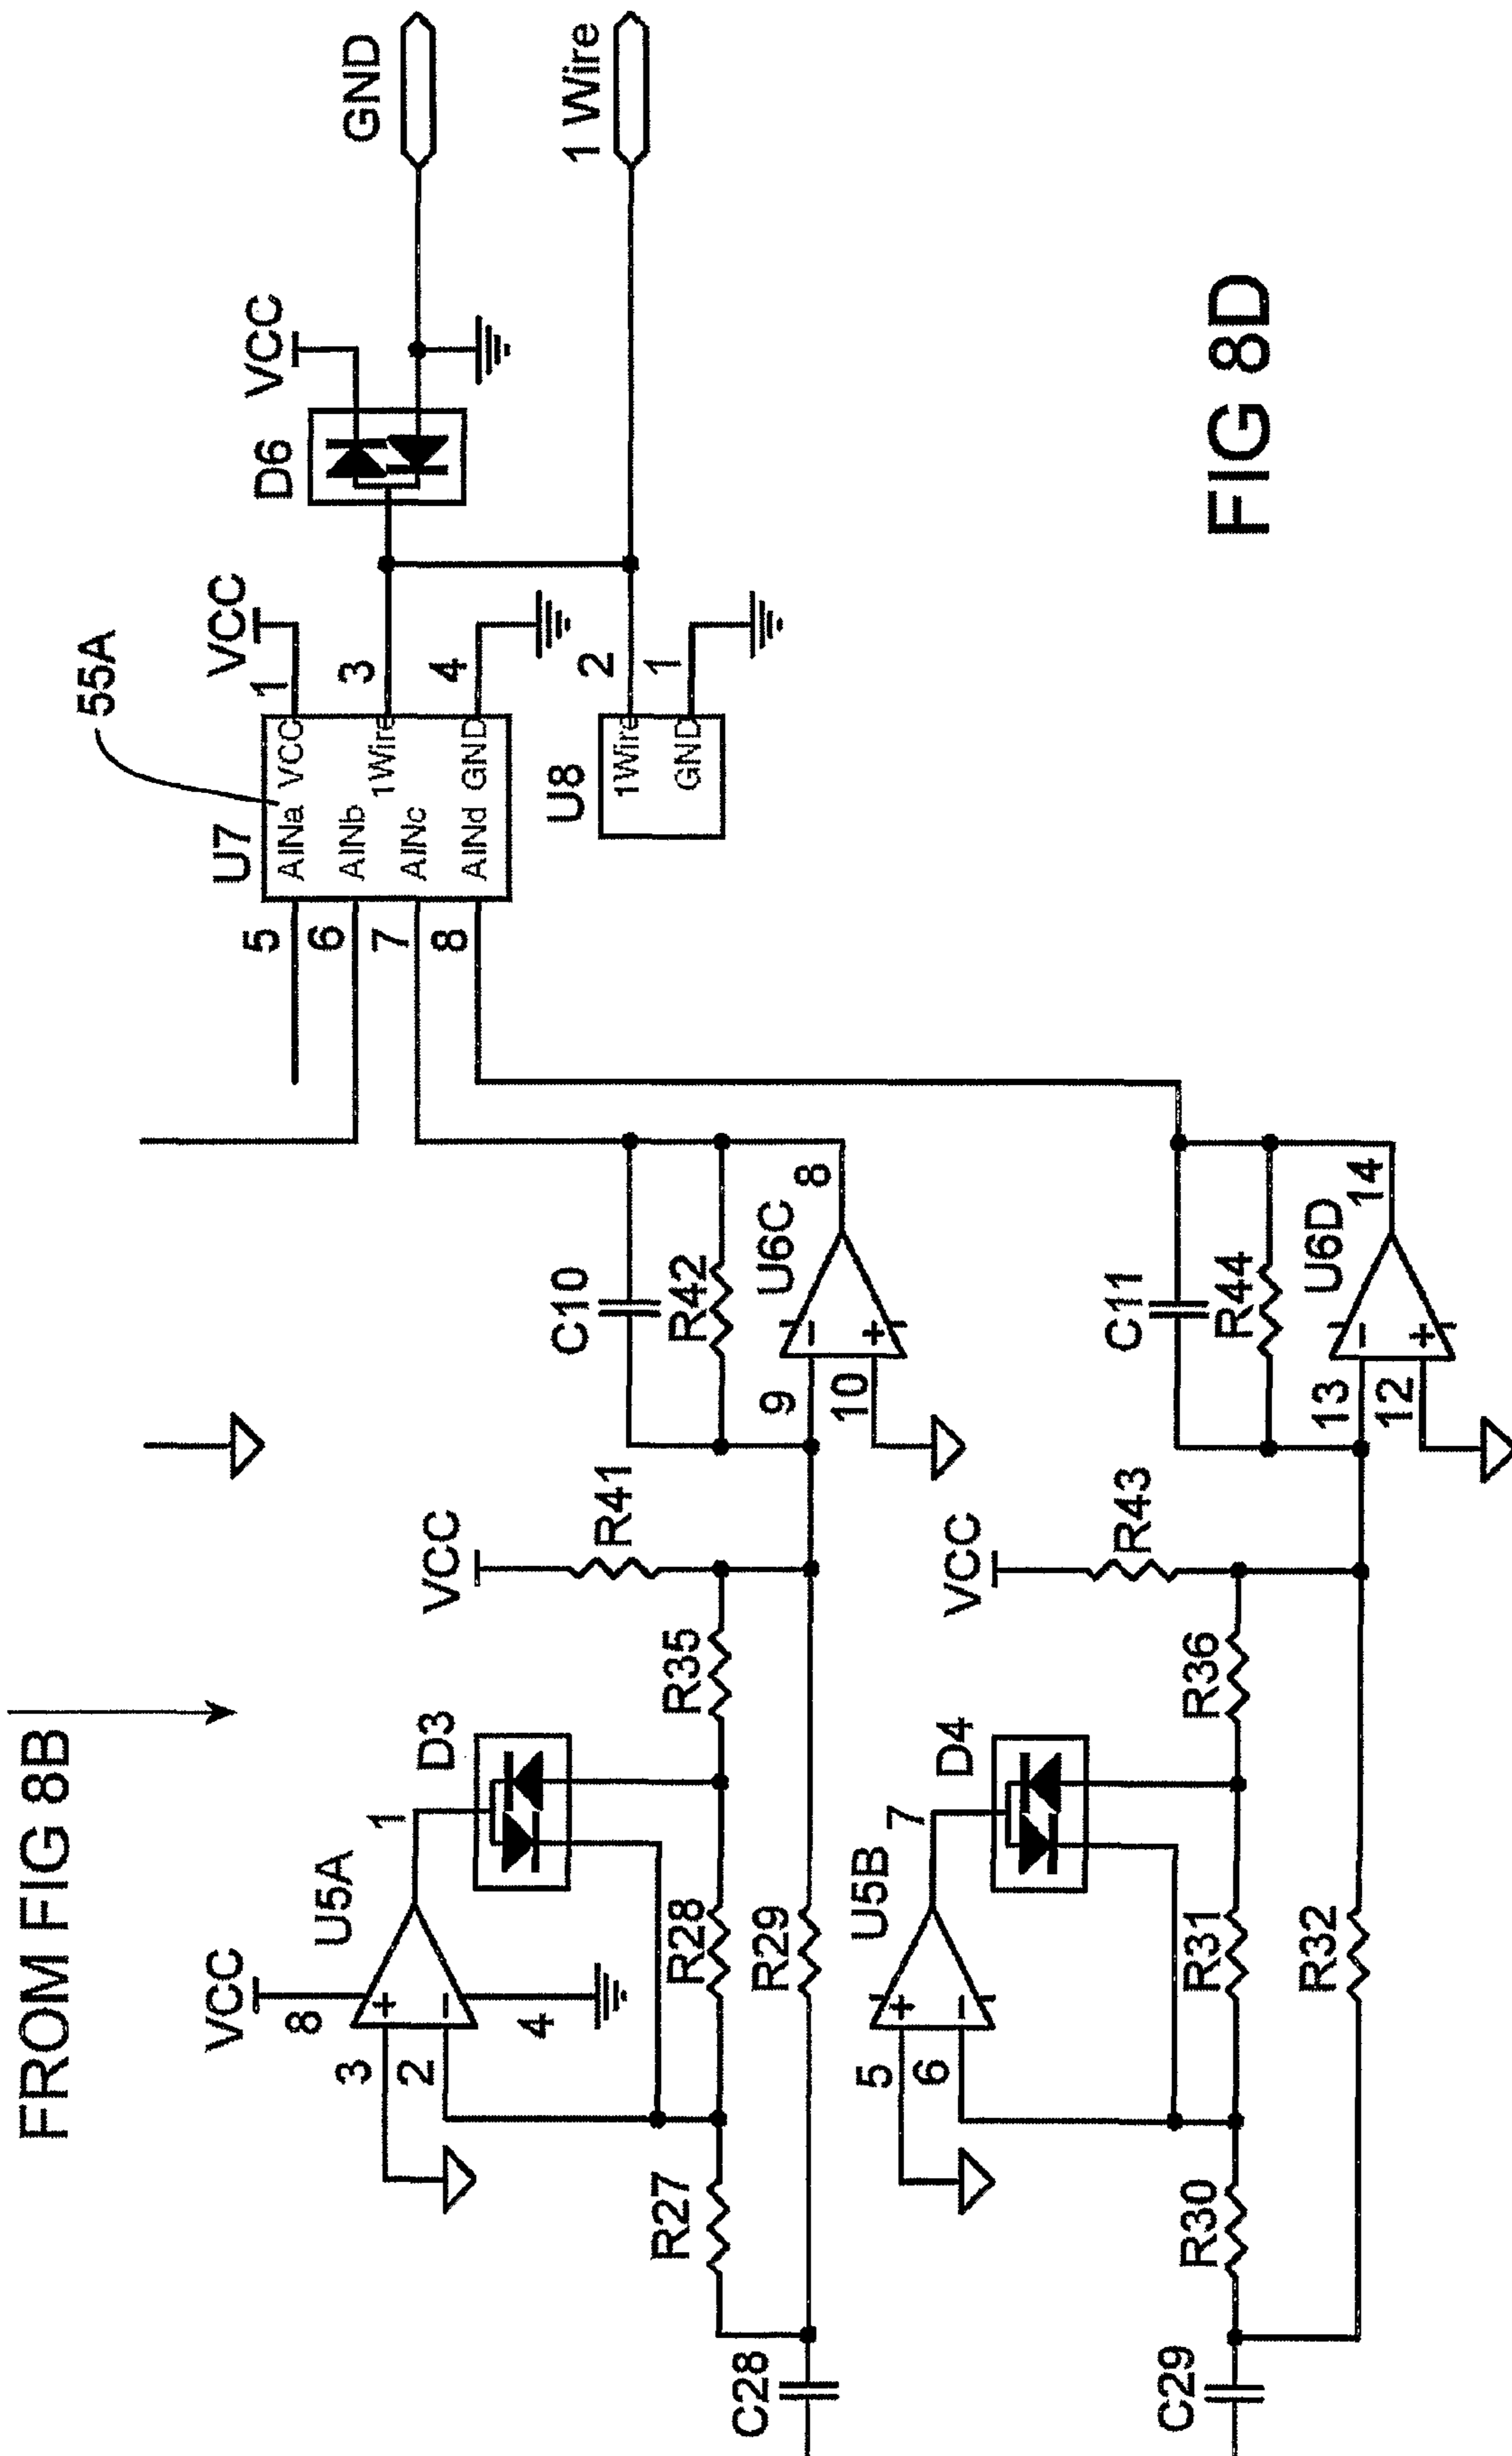 FROM FIG 8B
55A
VCC
8
3
2
4
U5A
1
D3
R27
R28
R35
R29
C28
VCC
R41
C10
R42
9
10
U6C
8
5
6
7
8
U7
AINa VCC
AINb
1Wire
AINc
AINd GND
1
3
4
VCC
D6
VCC
GND
U8
1Wire
GND
2
1
1 Wire
5
6
U5B
7
D4
R30
R31
R36
R32
C29
VCC
R43
C11
R44
13
12
U6D
14
FIG 8D